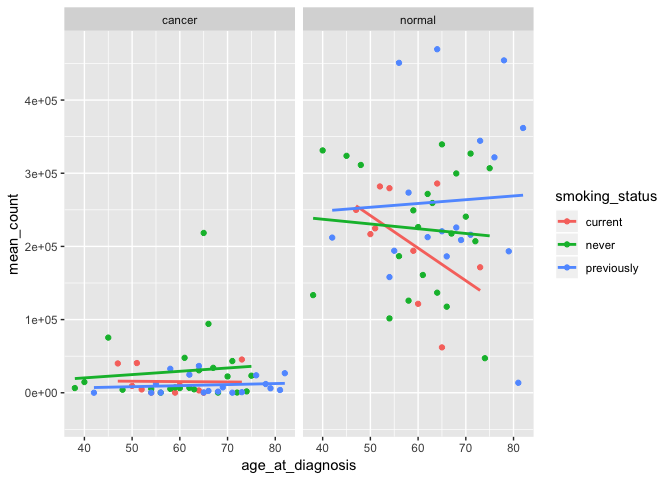 cancer normal
mean_count
4e+05
3e+05
2e+05
1e+05
0e+00
40 50 60 70 80 40 50 60 70 80
age_at_diagnosis
smoking_status
current
never
previously